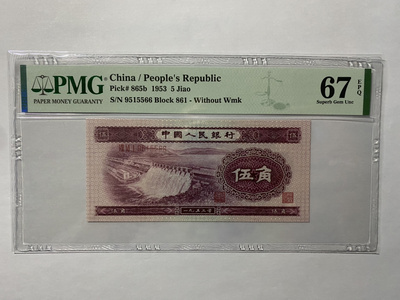 PMG
PAPER MONEY GUARANTY
China / People's Republic
Pick# 865b 1953 5 Jiao
S/N 9515566 Block 861 - Without Wmk
67 EPQ
Superb Gem Unc
中國人民銀行
伍角